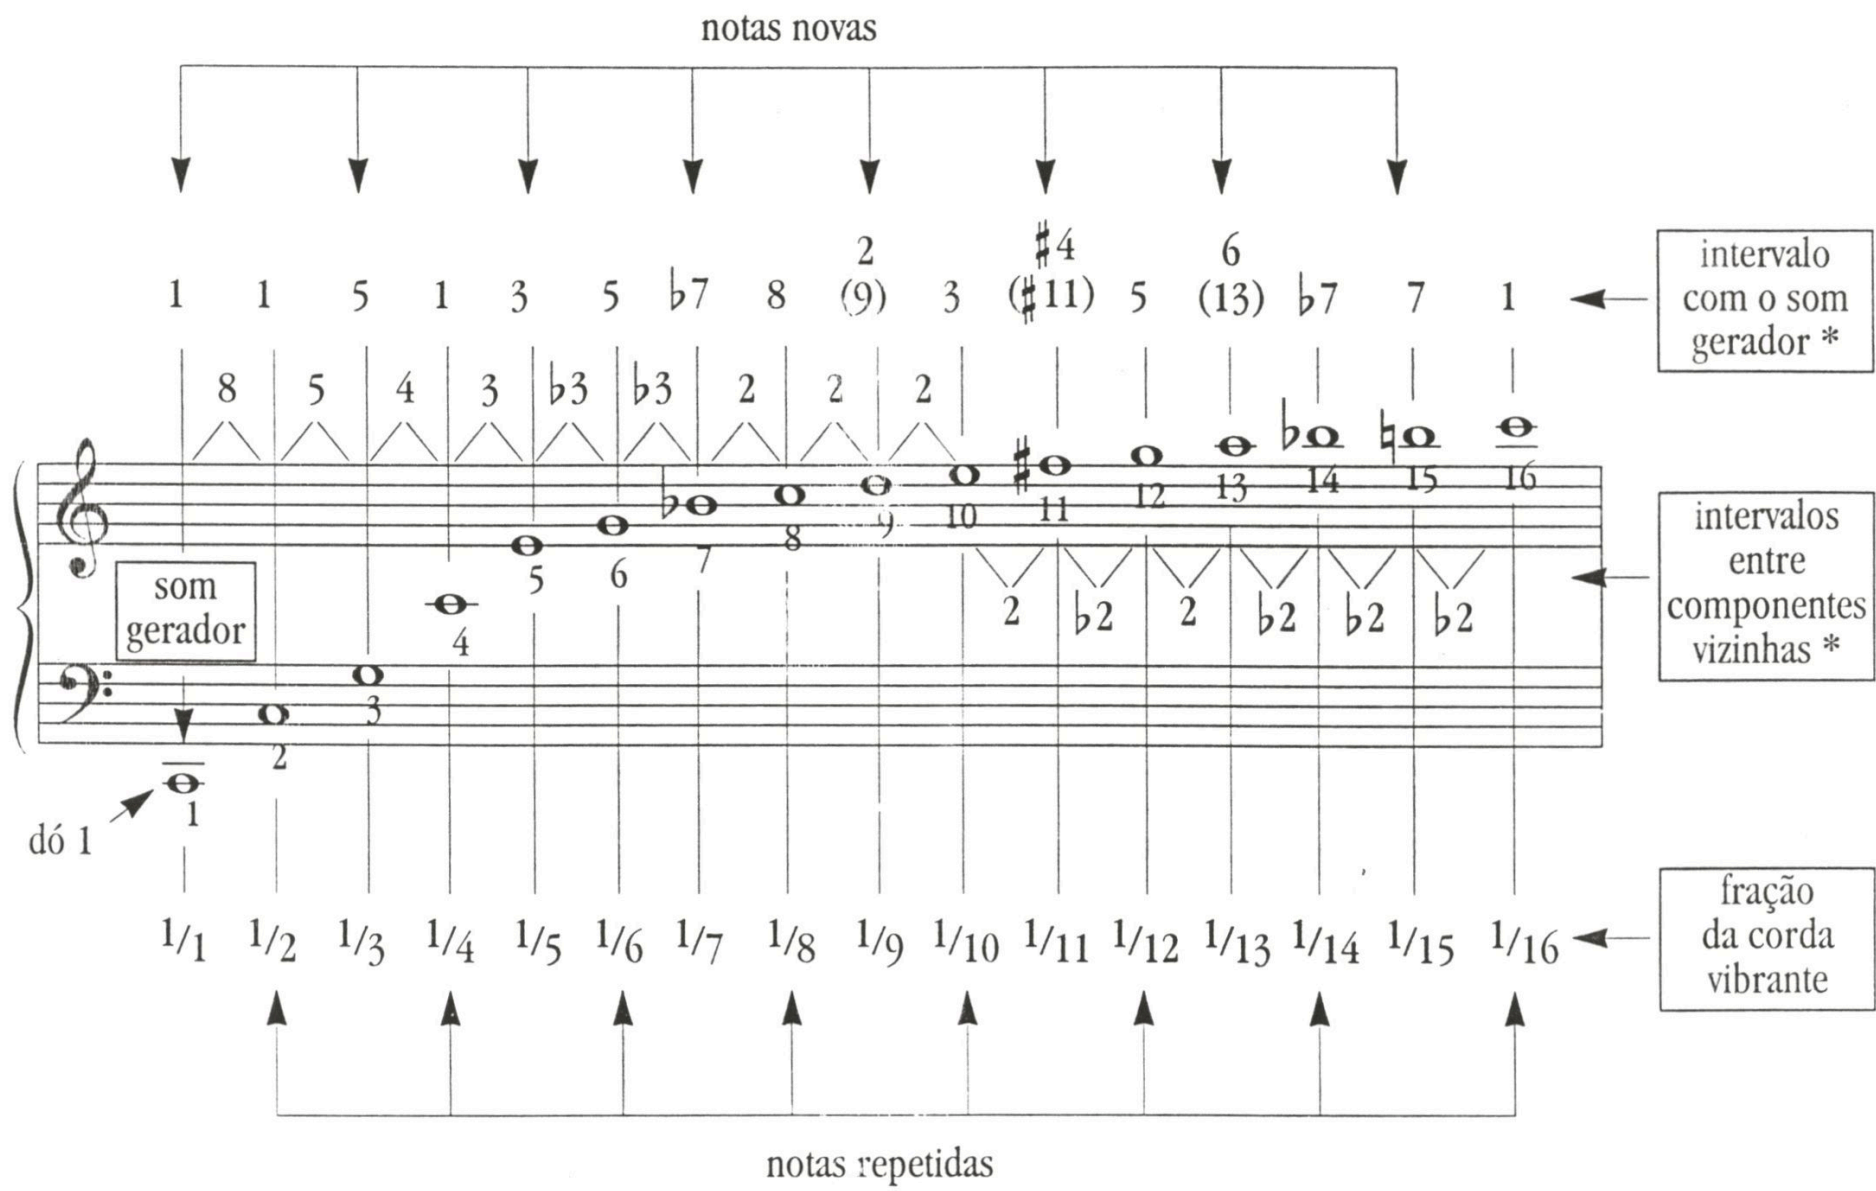 notas novas
2 ♯4 6
1 1 5 1 3 5 ♭7 8 (9) 3 (♯11) 5 (13) ♭7 7 1
intervalo
com o som
gerador *
8 5 4 3 ♭3 ♭3 2 2 2
1 2 3 4 5 6 7 8 9 10 11 12 13 14 15 16
som
gerador
2 ♭2 2 ♭2 ♭2 ♭2
intervalos
entre
componentes
vizinhas *
dó 1
1/1 1/2 1/3 1/4 1/5 1/6 1/7 1/8 1/9 1/10 1/11 1/12 1/13 1/14 1/15 1/16
fração
da corda
vibrante
notas repetidas